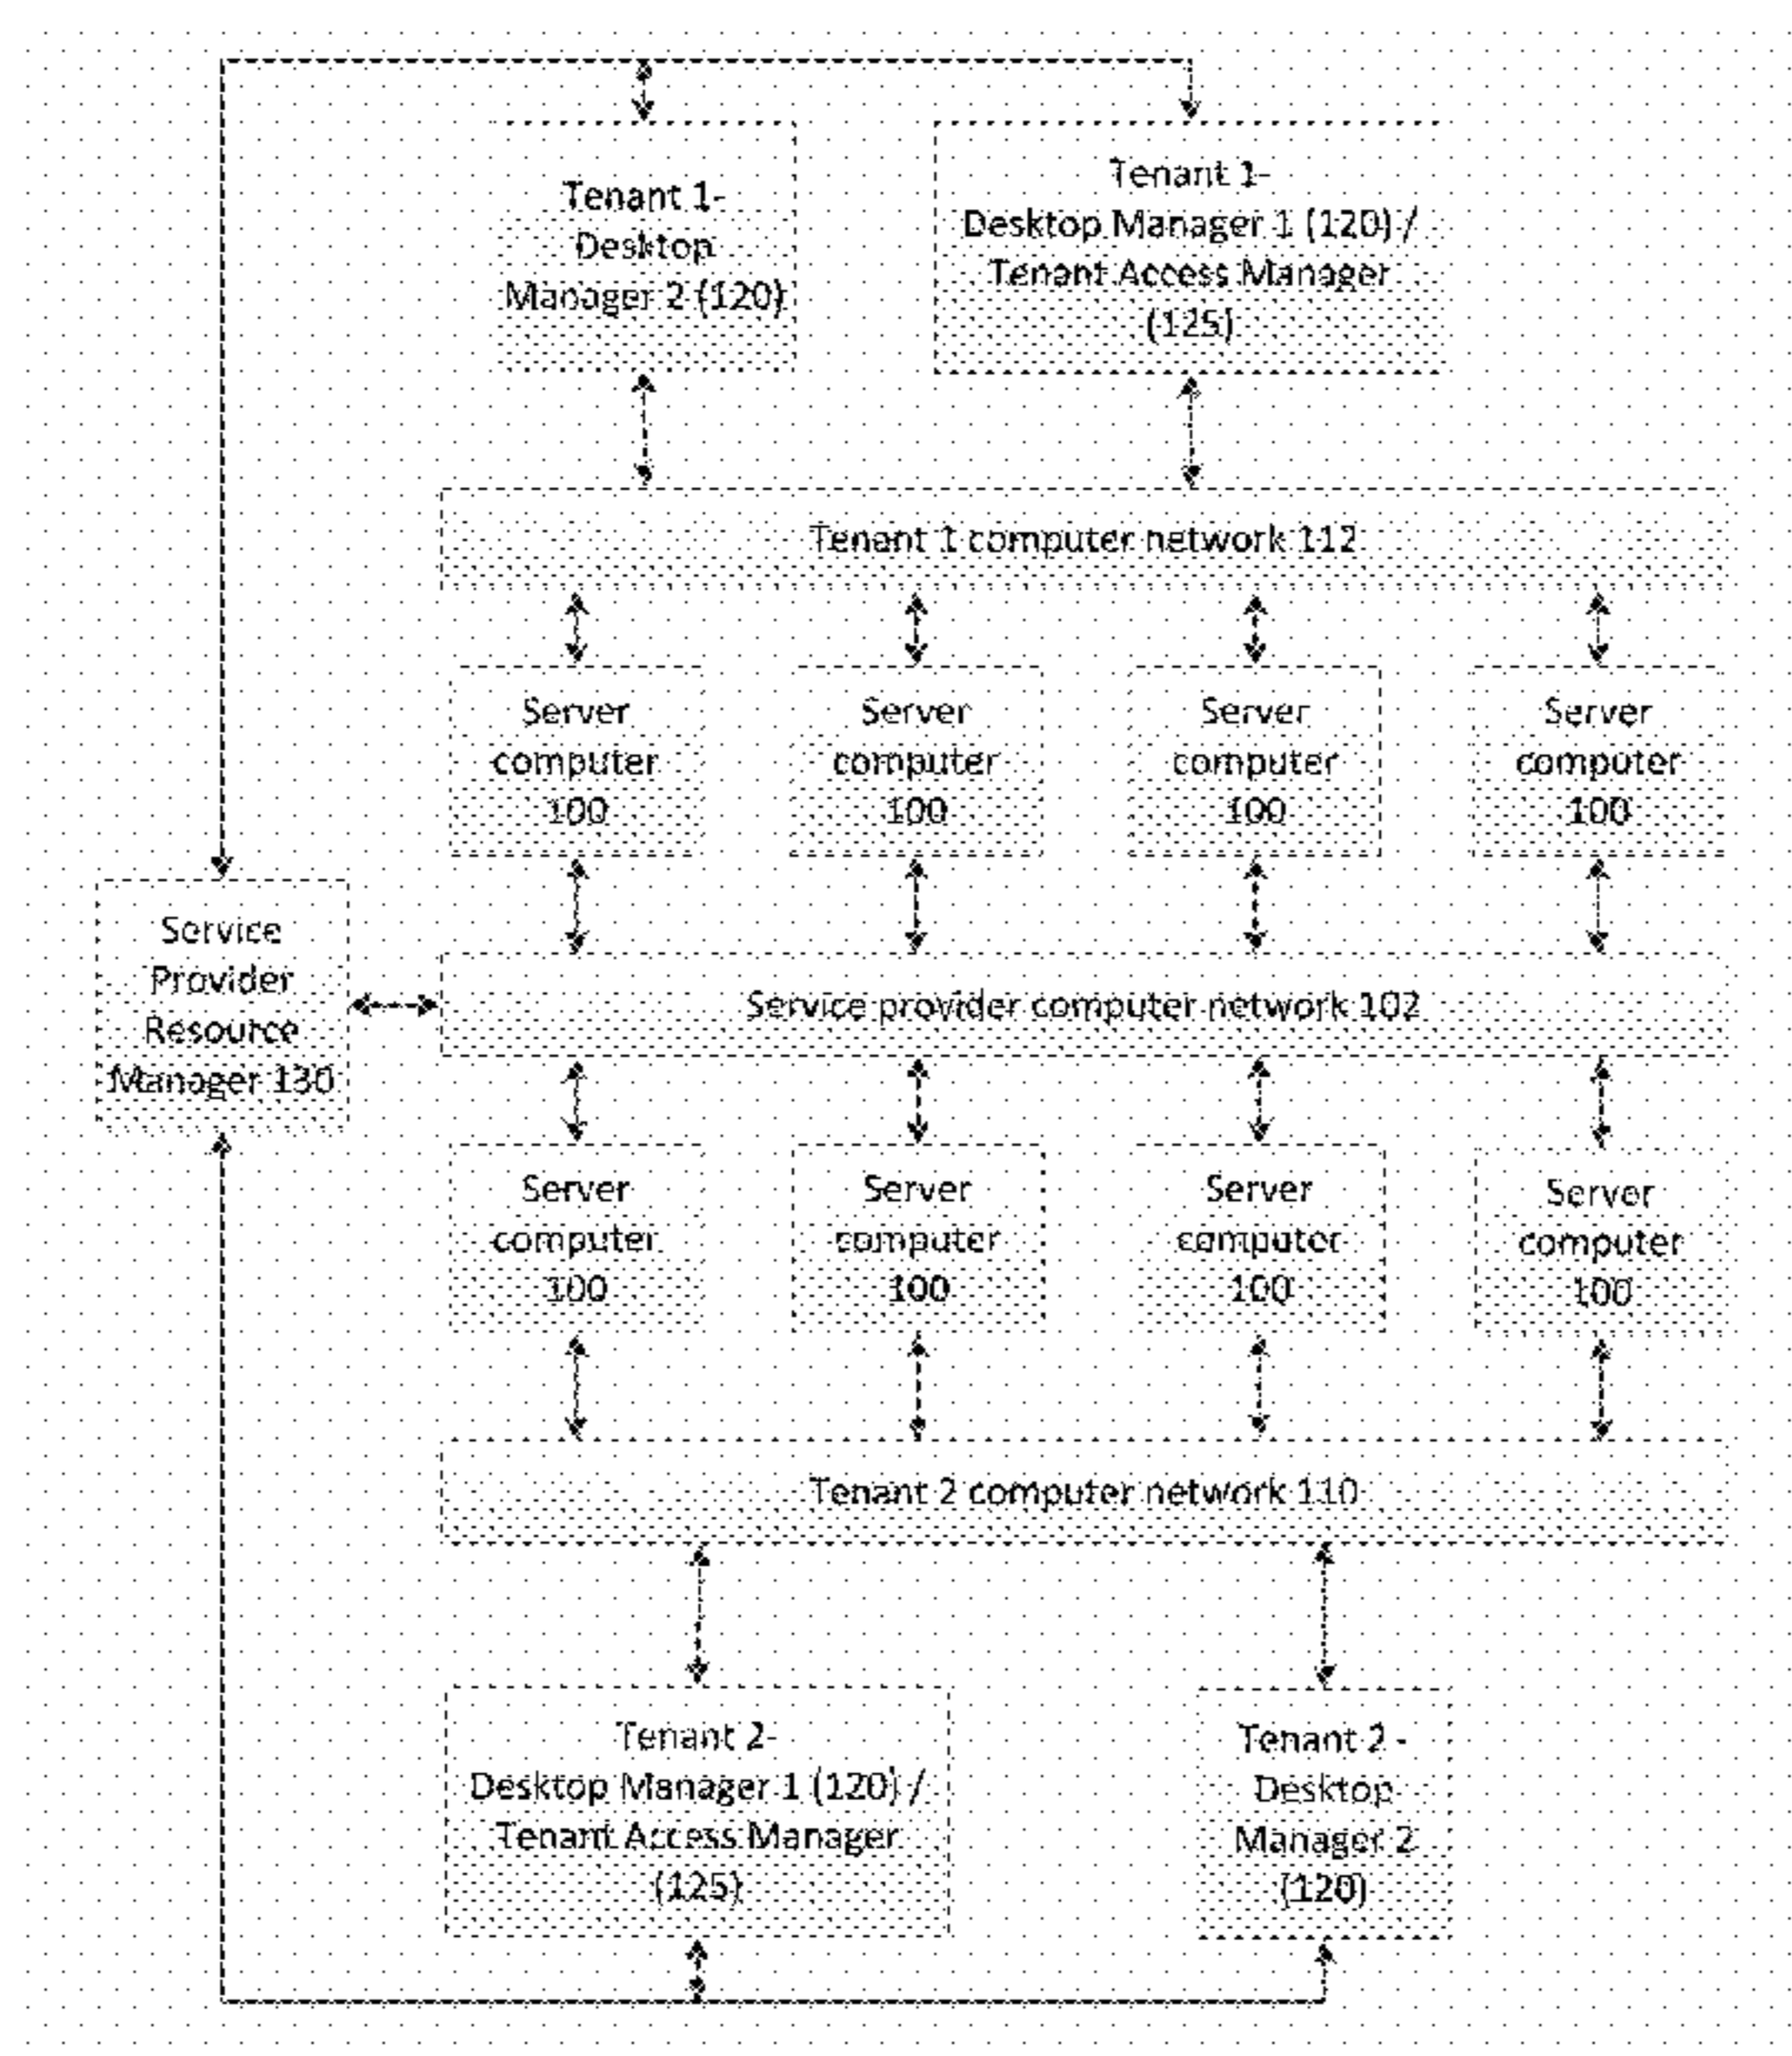 Tenant 1-
Desktop
Manager 2 (120)
Tenant 1-
Desktop Manager 1 (120) /
Tenant Access Manager
(125)
Tenant 1 computer network 112
Server
computer
100
Server
computer
100
Server
computer
100
Server
computer
100
Service
Provider
Resource
Manager 130
Service provider computer network 102
Server
computer
100
Server
computer
100
Server
computer
100
Server
computer
100
Tenant 2 computer network 110
Tenant 2-
Desktop Manager 1 (120) /
Tenant Access Manager
(125)
Tenant 2 -
Desktop
Manager 2
(120)